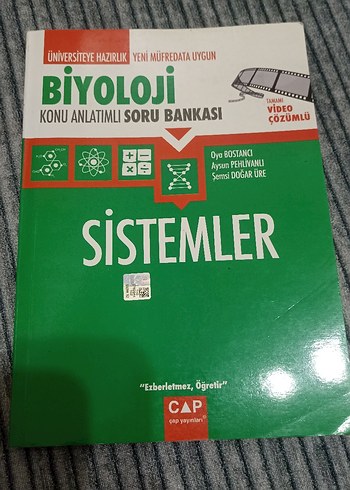 ÜNİVERSİTEYE HAZIRLIK YENİ MÜFREDATA UYGUN
BİYOLOJİ
KONU ANLATIMLI SORU BANKASI
TAMAMI
VİDEO
ÇÖZÜMLÜ
Oya BOSTANCI
Aysun PEHLİVANLI
Şemsi DOĞAR ÜRE
SİSTEMLER
"Ezberletmez, Öğretir"
ÇAP
çap yayınları